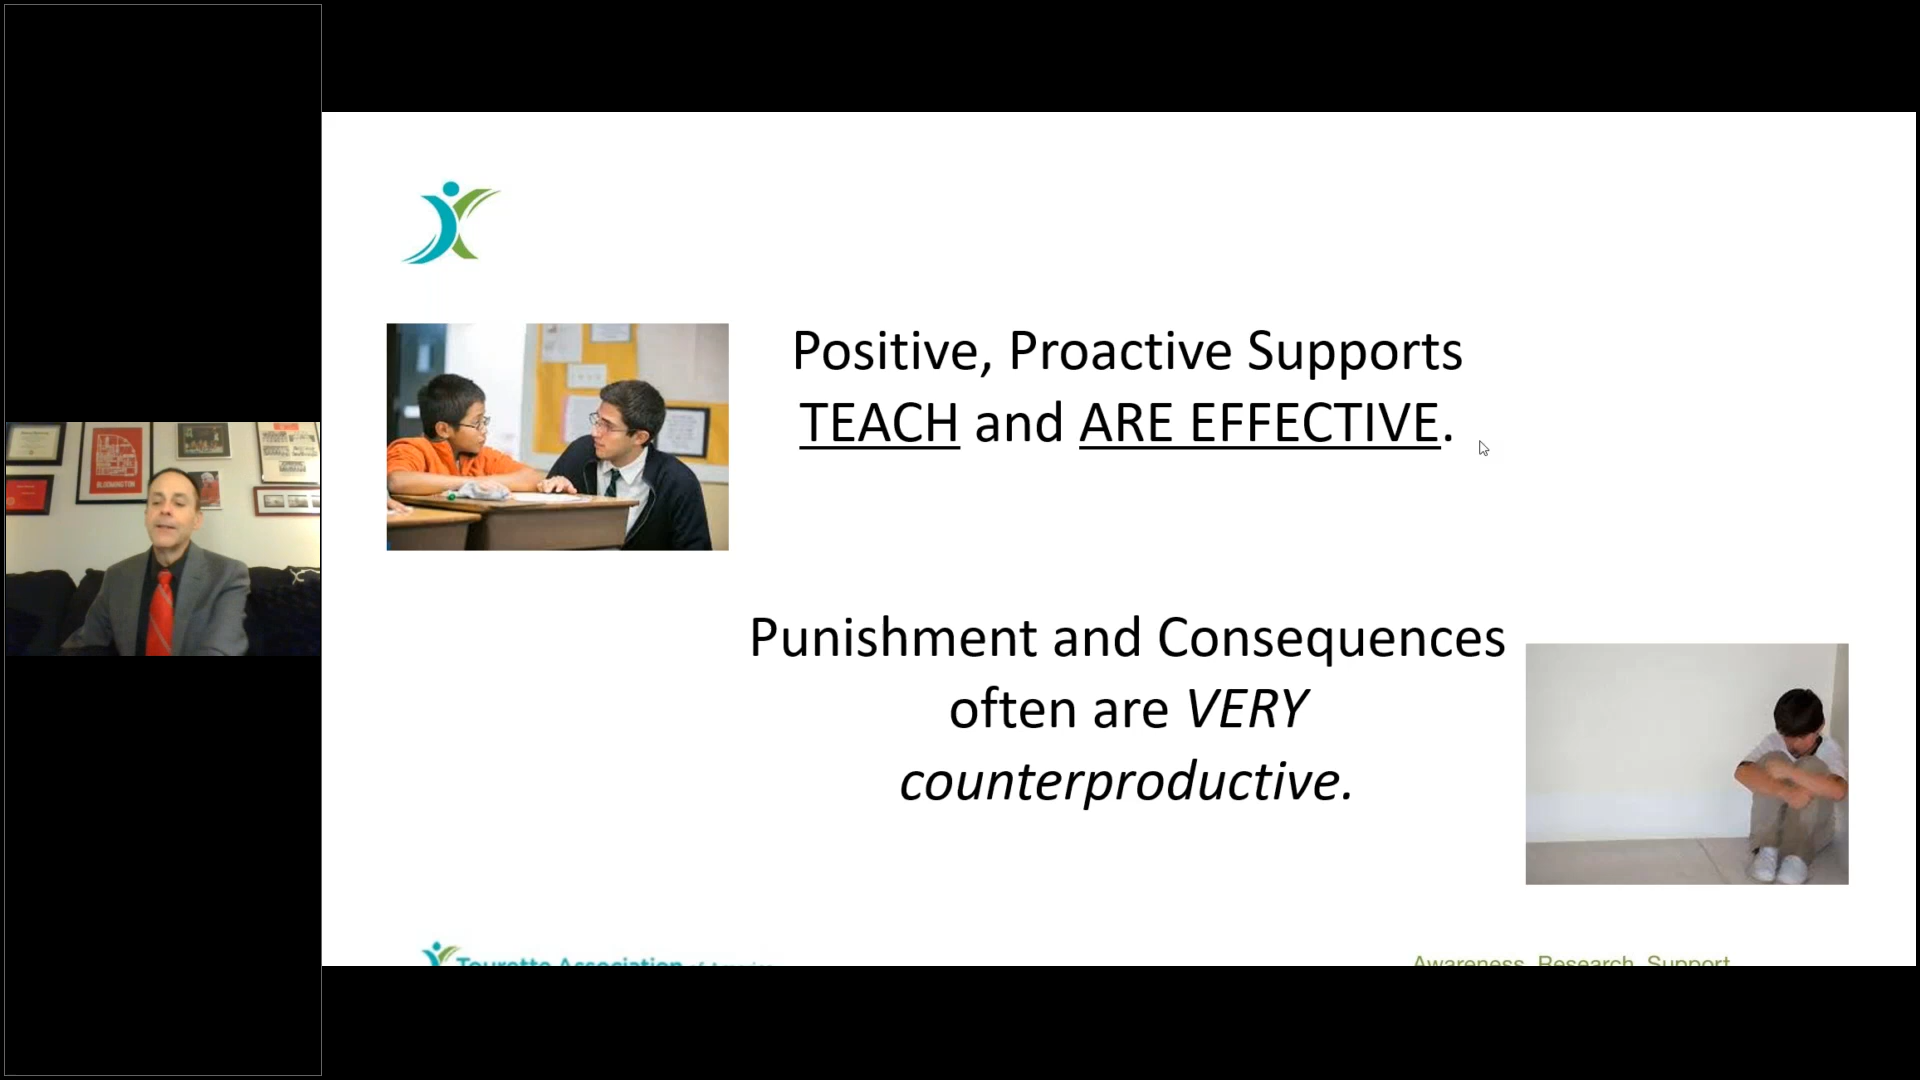 BLOOMINGTON
Positive, Proactive Supports
TEACH and ARE EFFECTIVE.
Punishment and Consequences
often are VERY
counterproductive.
Tourette Association of America
Awareness. Research. Support.